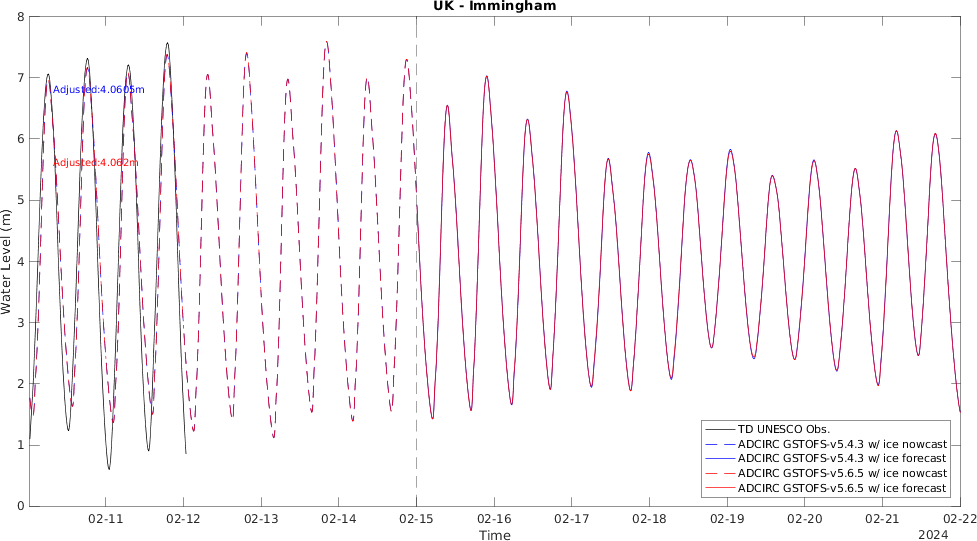 UK - Immingham
8
7
6
5
4
3
2
1
0
Water Level (m)
Adjusted:4.0605m
Adjusted:4.062m
TD UNESCO Obs.
ADCIRC GSTOFS-v5.4.3 w/ ice nowcast
ADCIRC GSTOFS-v5.4.3 w/ ice forecast
ADCIRC GSTOFS-v5.6.5 w/ ice nowcast
ADCIRC GSTOFS-v5.6.5 w/ ice forecast
02-11 02-12 02-13 02-14 02-15 02-16 02-17 02-18 02-19 02-20 02-21 02-22
Time
2024